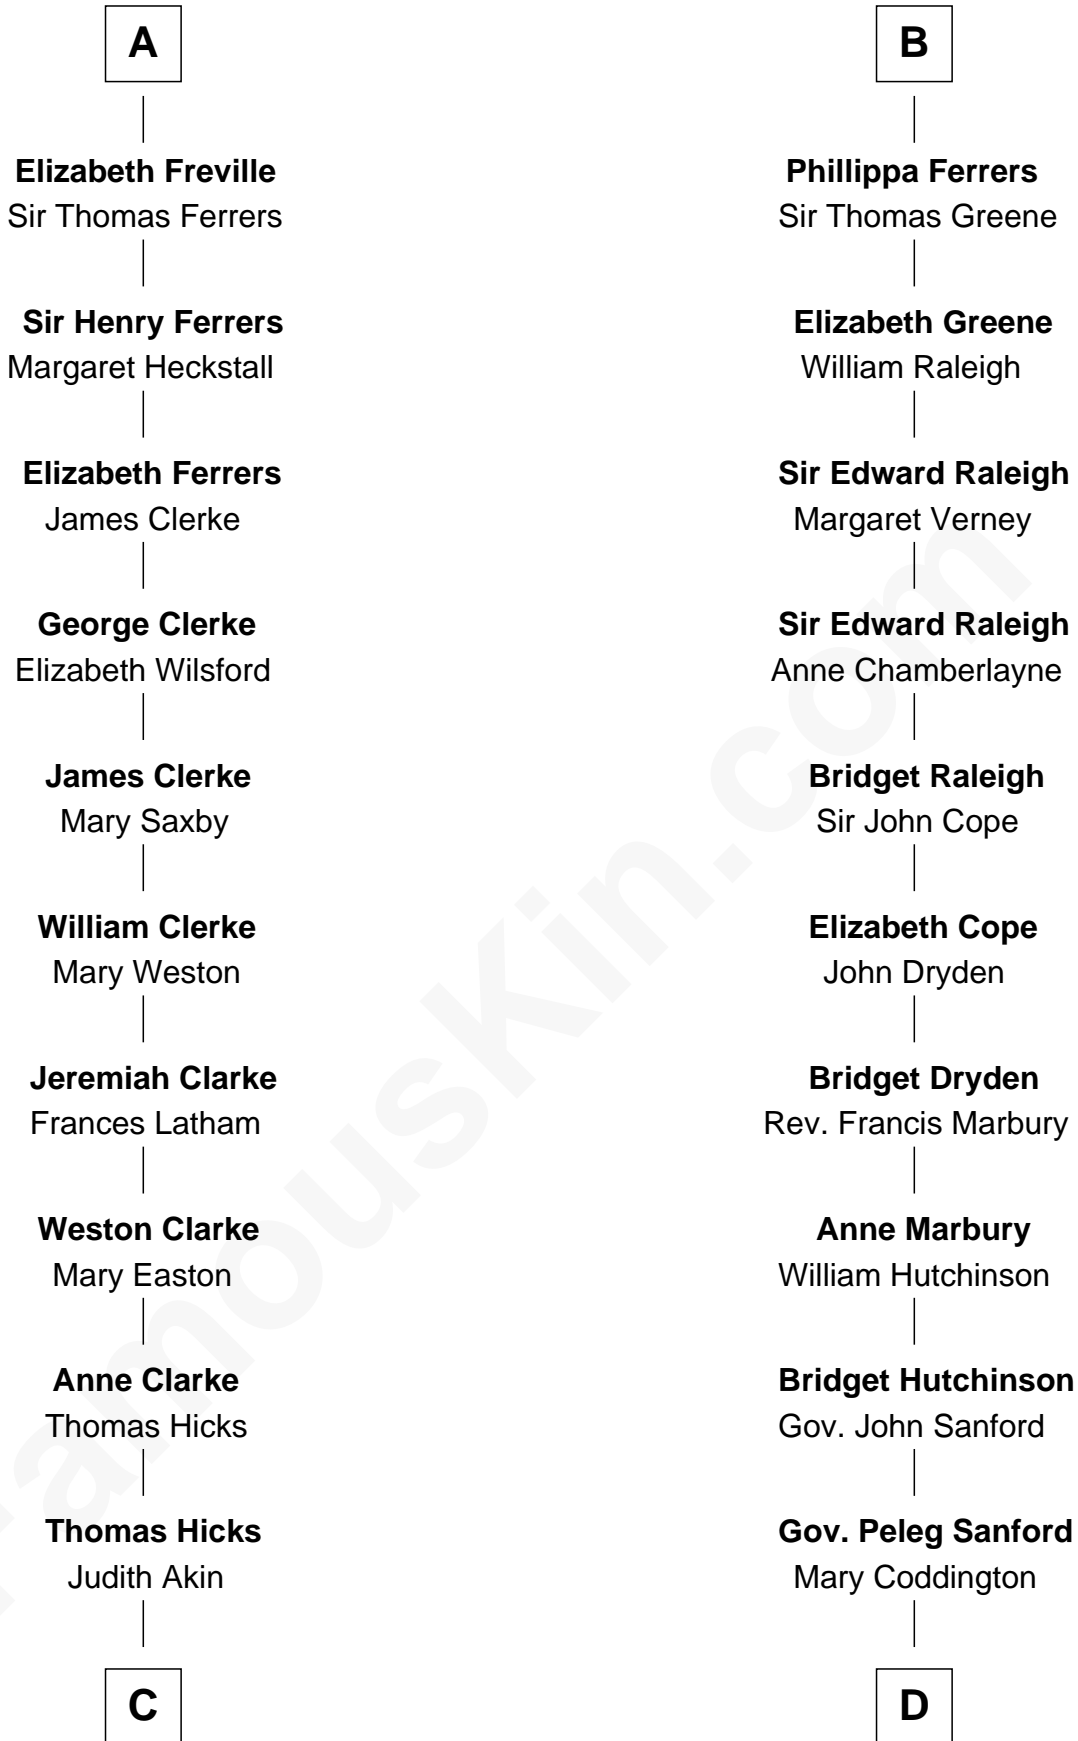 A
Elizabeth Freville
Sir Thomas Ferrers
Sir Henry Ferrers
Margaret Heckstall
Elizabeth Ferrers
James Clerke
George Clerke
Elizabeth Wilsford
James Clerke
Mary Saxby
William Clerke
Mary Weston
Jeremiah Clarke
Frances Latham
Weston Clarke
Mary Easton
Anne Clarke
Thomas Hicks
Thomas Hicks
Judith Akin
C
B
Phillippa Ferrers
Sir Thomas Greene
Elizabeth Greene
William Raleigh
Sir Edward Raleigh
Margaret Verney
Sir Edward Raleigh
Anne Chamberlayne
Bridget Raleigh
Sir John Cope
Elizabeth Cope
John Dryden
Bridget Dryden
Rev. Francis Marbury
Anne Marbury
William Hutchinson
Bridget Hutchinson
Gov. John Sanford
Gov. Peleg Sanford
Mary Coddington
D
FamousKin.com